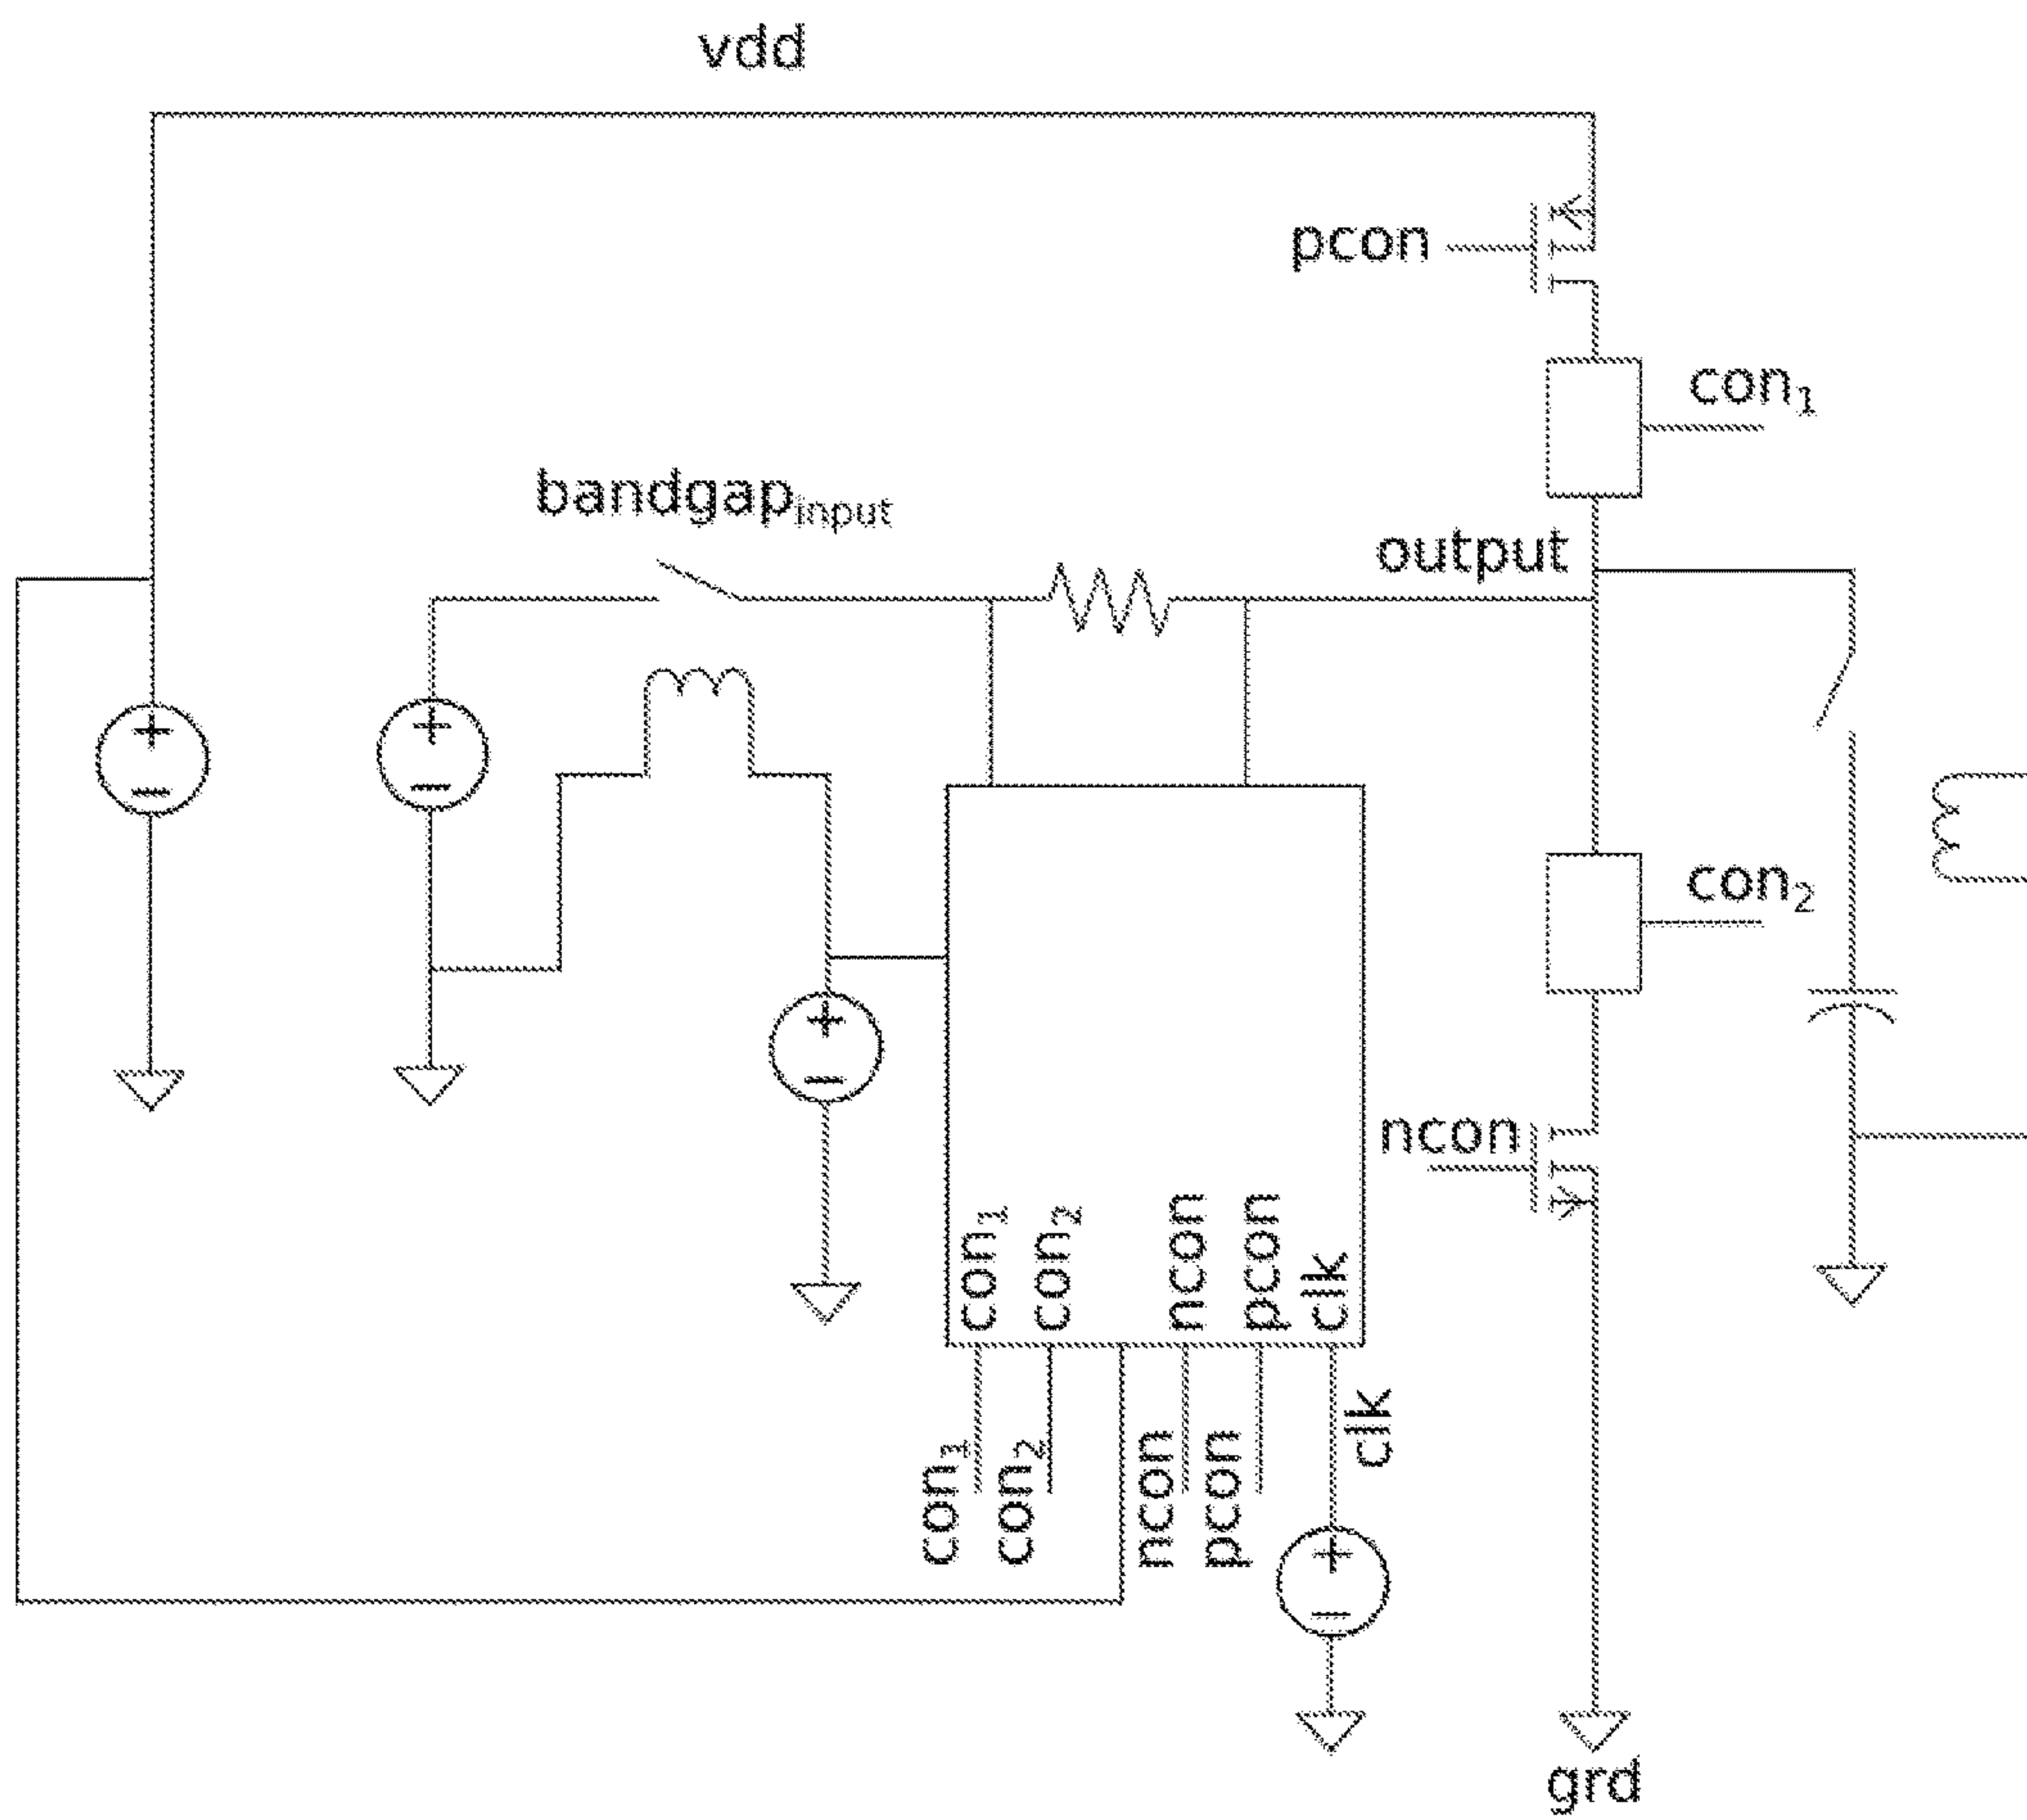 vdd
pcon
con₁
bandgapinput
output
con₂
ncon
con₁
con₂
ncon
pcon
clk
con₁
con₂
ncon
pcon
clk
grd